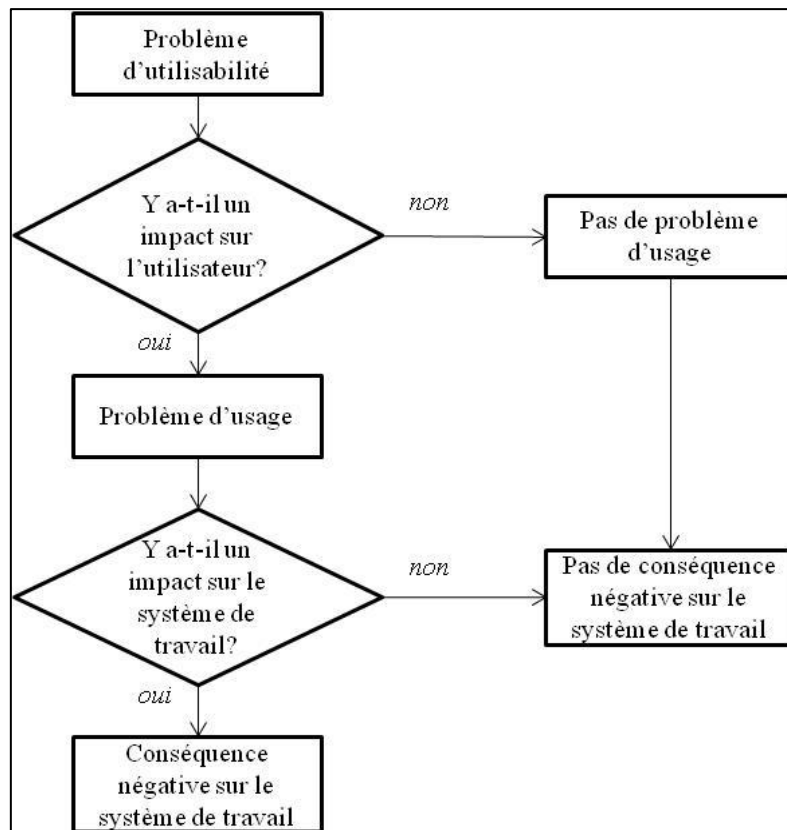 Problème
d'utilisabilité
Y a-t-il un
impact sur
l'utilisateur?
non
Pas de problème
d'usage
oui
Problème d'usage
Y a-t-il un
impact sur le
système de
travail?
non
Pas de conséquence
négative sur le
système de travail
oui
Conséquence
négative sur le
système de travail